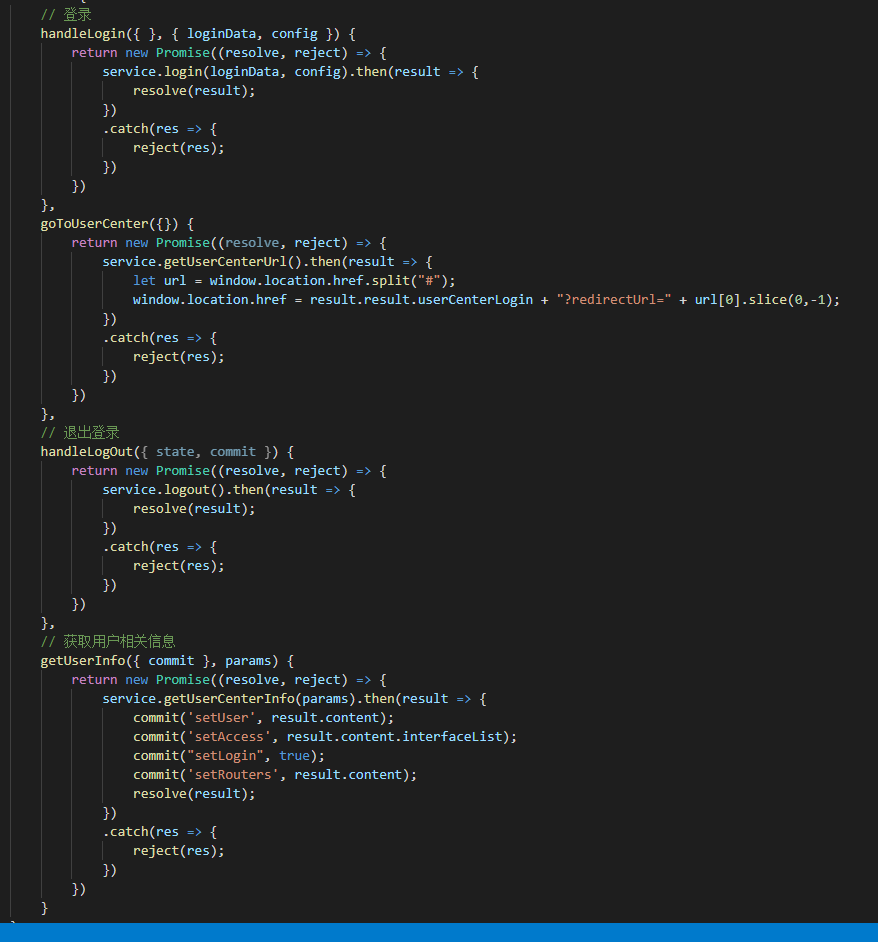 // 登录
handleLogin({ }, { loginData, config }) {
return new Promise((resolve, reject) => {
service.login(loginData, config).then(result => {
resolve(result);
})
.catch(res => {
reject(res);
})
})
},
goToUserCenter({}) {
return new Promise((resolve, reject) => {
service.getUserCenterUrl().then(result => {
let url = window.location.href.split("#");
window.location.href = result.result.userCenterLogin + "?redirectUrl=" + url[0].slice(0,-1);
})
.catch(res => {
reject(res);
})
})
},
// 退出登录
handleLogOut({ state, commit }) {
return new Promise((resolve, reject) => {
service.logout().then(result => {
resolve(result);
})
.catch(res => {
reject(res);
})
})
},
// 获取用户相关信息
getUserInfo({ commit }, params) {
return new Promise((resolve, reject) => {
service.getUserCenterInfo(params).then(result => {
commit('setUser', result.content);
commit('setAccess', result.content.interfaceList);
commit("setLogin", true);
commit('setRouters', result.content);
resolve(result);
})
.catch(res => {
reject(res);
})
})
}